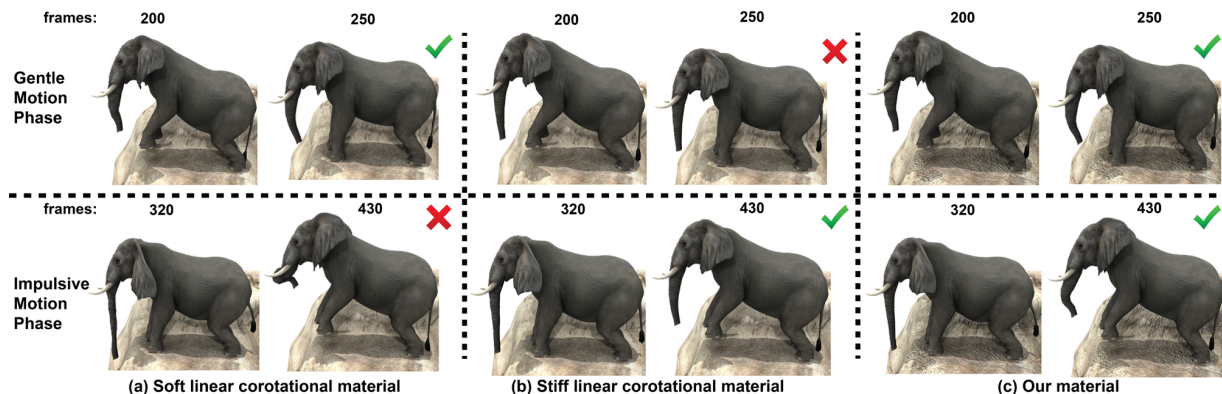 frames: 200 250 200 250 200 250
Gentle
Motion
Phase
frames: 320 430 320 430 320 430
Impulsive
Motion
Phase
(a) Soft linear corotational material (b) Stiff linear corotational material (c) Our material